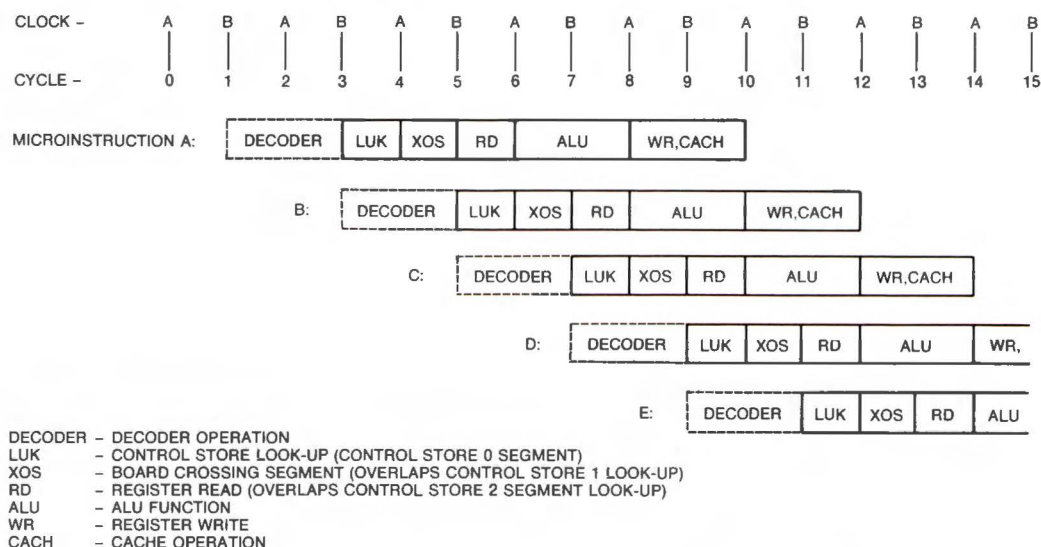 CLOCK – A B A B A B A B A B A B A B A B
CYCLE – 0 1 2 3 4 5 6 7 8 9 10 11 12 13 14 15
MICROINSTRUCTION A: DECODER LUK XOS RD ALU WR,CACH
B: DECODER LUK XOS RD ALU WR,CACH
C: DECODER LUK XOS RD ALU WR,CACH
D: DECODER LUK XOS RD ALU WR,
E: DECODER LUK XOS RD ALU
DECODER – DECODER OPERATION
LUK – CONTROL STORE LOOK-UP (CONTROL STORE 0 SEGMENT)
XOS – BOARD CROSSING SEGMENT (OVERLAPS CONTROL STORE 1 LOOK-UP)
RD – REGISTER READ (OVERLAPS CONTROL STORE 2 SEGMENT LOOK-UP)
ALU – ALU FUNCTION
WR – REGISTER WRITE
CACH – CACHE OPERATION